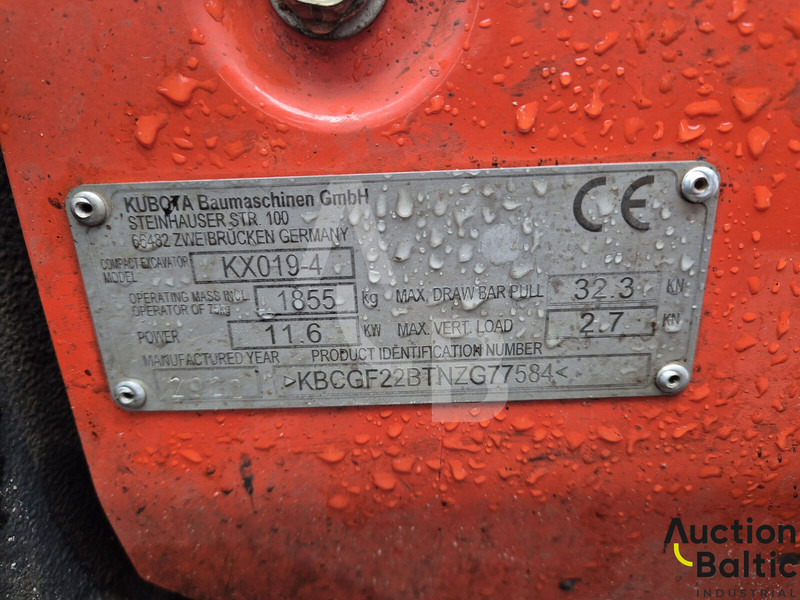 KUBOTA Baumaschinen GmbH
STEINHAUSER STR. 100
66482 ZWEIBRÜCKEN GERMANY
CE
COMPACT EXCAVATOR MODEL KX019-4
OPERATING MASS INCL. OPERATOR OF 75kg 1855 kg MAX. DRAW BAR PULL 32.3 KN
POWER 11.6 KW MAX. VERT. LOAD 2.7 KN
MANUFACTURED YEAR PRODUCT IDENTIFICATION NUMBER
>KBCGF22BTNZG77584<
Auction
Baltic
INDUSTRIAL